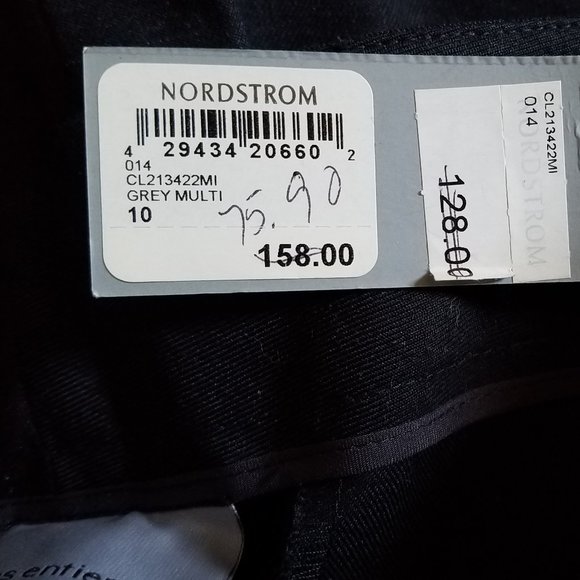 NORDSTROM
4 29434 20660 2
014
CL213422MI
GREY MULTI
10
75.90
158.00
CL213422MI
014
NORDSTROM
128.00